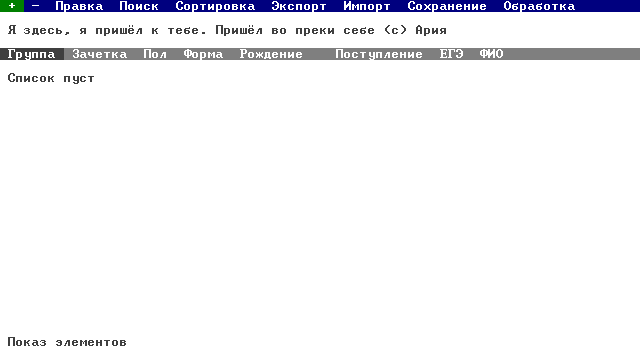 + – Правка Поиск Сортировка Экспорт Импорт Сохранение Обработка
Я здесь, я пришёл к тебе. Пришёл во преки себе (с) Ария
Группа Зачетка Пол Форма Рождение Поступление ЕГЭ ФИО
Список пуст
Показ элементов